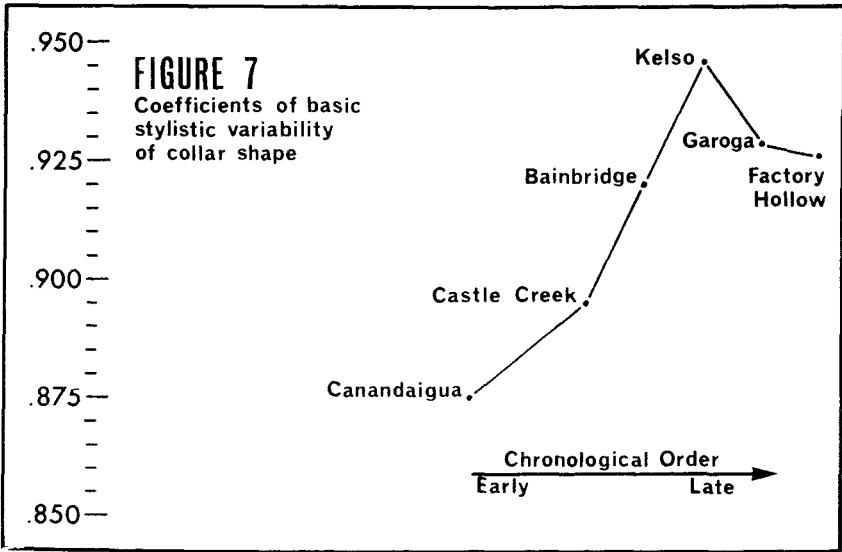 .950
FIGURE 7
Coefficients of basic
stylistic variability
of collar shape
Kelso
.925
Garoga
Factory
Hollow
Bainbridge
.900
Castle Creek
.875
Canandaigua
Chronological Order
Early Late
.850